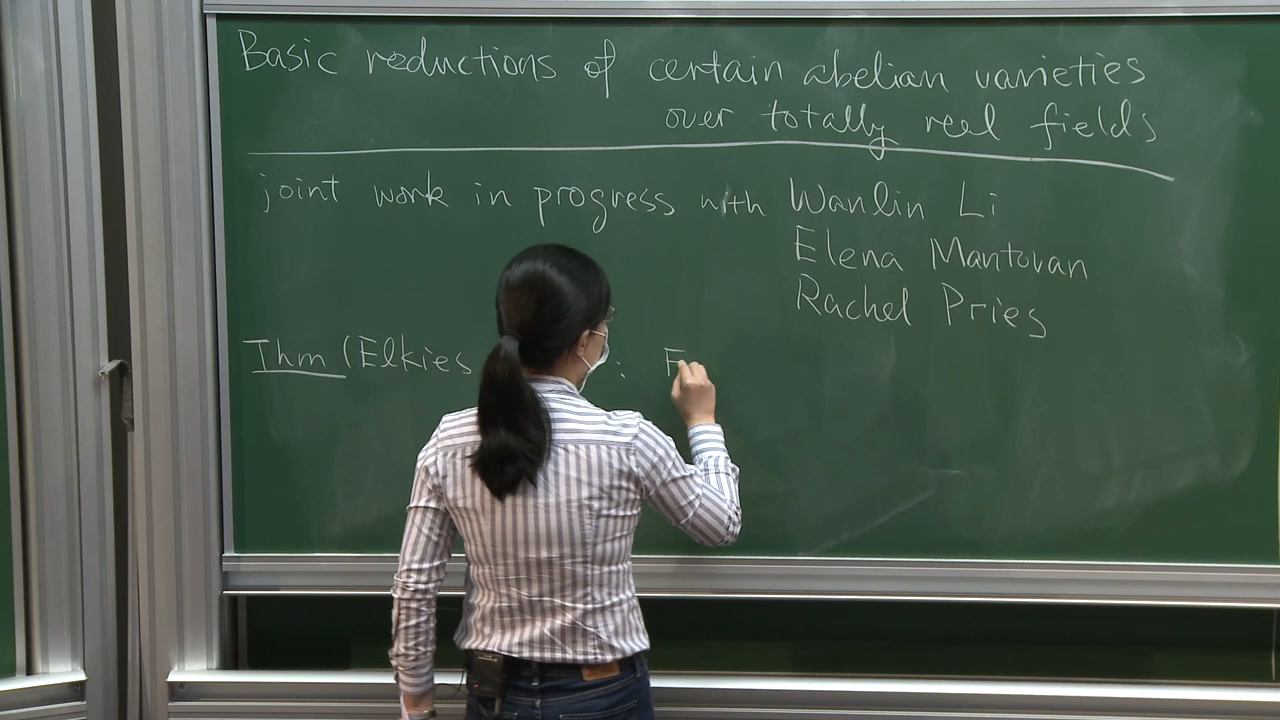 Basic reductions of certain abelian varieties
over totally real fields
joint work in progress with Wanlin Li
Elena Mantovan
Rachel Pries
Thm (Elkies : F